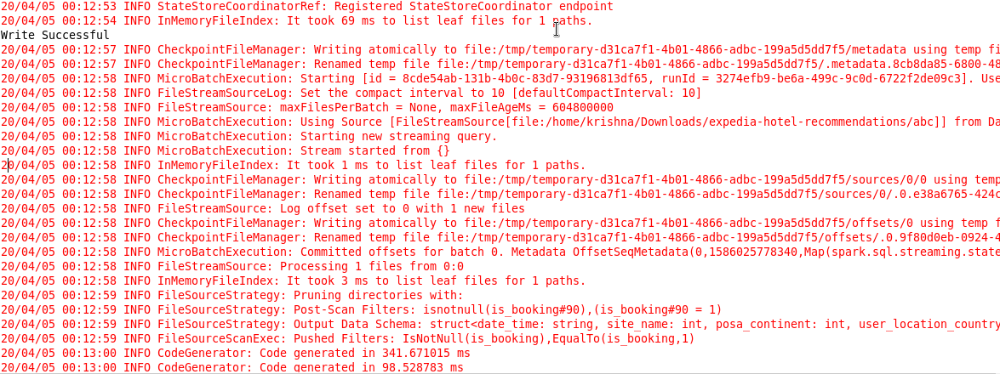 20/04/05 00:12:53 INFO StateStoreCoordinatorRef: Registered StateStoreCoordinator endpoint
20/04/05 00:12:54 INFO InMemoryFileIndex: It took 69 ms to list leaf files for 1 paths.
Write Successful
20/04/05 00:12:57 INFO CheckpointFileManager: Writing atomically to file:/tmp/temporary-d31ca7f1-4b01-4866-adbc-199a5d5dd7f5/metadata using temp fi
20/04/05 00:12:57 INFO CheckpointFileManager: Renamed temp file file:/tmp/temporary-d31ca7f1-4b01-4866-adbc-199a5d5dd7f5/.metadata.8cb8da85-6800-48
20/04/05 00:12:58 INFO MicroBatchExecution: Starting [id = 8cde54ab-131b-4b0c-83d7-93196813df65, runId = 3274efb9-be6a-499c-9c0d-6722f2de09c3]. Use
20/04/05 00:12:58 INFO FileStreamSourceLog: Set the compact interval to 10 [defaultCompactInterval: 10]
20/04/05 00:12:58 INFO FileStreamSource: maxFilesPerBatch = None, maxFileAgeMs = 604800000
20/04/05 00:12:58 INFO MicroBatchExecution: Using Source [FileStreamSource[file:/home/krishna/Downloads/expedia-hotel-recommendations/abc]] from Da
20/04/05 00:12:58 INFO MicroBatchExecution: Starting new streaming query.
20/04/05 00:12:58 INFO MicroBatchExecution: Stream started from {}
20/04/05 00:12:58 INFO InMemoryFileIndex: It took 1 ms to list leaf files for 1 paths.
20/04/05 00:12:58 INFO CheckpointFileManager: Writing atomically to file:/tmp/temporary-d31ca7f1-4b01-4866-adbc-199a5d5dd7f5/sources/0/0 using temp
20/04/05 00:12:58 INFO CheckpointFileManager: Renamed temp file file:/tmp/temporary-d31ca7f1-4b01-4866-adbc-199a5d5dd7f5/sources/0/.0.e38a6765-424c
20/04/05 00:12:58 INFO FileStreamSource: Log offset set to 0 with 1 new files
20/04/05 00:12:58 INFO CheckpointFileManager: Writing atomically to file:/tmp/temporary-d31ca7f1-4b01-4866-adbc-199a5d5dd7f5/offsets/0 using temp f
20/04/05 00:12:58 INFO CheckpointFileManager: Renamed temp file file:/tmp/temporary-d31ca7f1-4b01-4866-adbc-199a5d5dd7f5/offsets/.0.9f80d0eb-0924-4
20/04/05 00:12:58 INFO MicroBatchExecution: Committed offsets for batch 0. Metadata OffsetSeqMetadata(0,1586025778340,Map(spark.sql.streaming.state
20/04/05 00:12:58 INFO FileStreamSource: Processing 1 files from 0:0
20/04/05 00:12:58 INFO InMemoryFileIndex: It took 3 ms to list leaf files for 1 paths.
20/04/05 00:12:59 INFO FileSourceStrategy: Pruning directories with:
20/04/05 00:12:59 INFO FileSourceStrategy: Post-Scan Filters: isnotnull(is_booking#90),(is_booking#90 = 1)
20/04/05 00:12:59 INFO FileSourceStrategy: Output Data Schema: struct<date_time: string, site_name: int, posa_continent: int, user_location_country
20/04/05 00:12:59 INFO FileSourceScanExec: Pushed Filters: IsNotNull(is_booking),EqualTo(is_booking,1)
20/04/05 00:13:00 INFO CodeGenerator: Code generated in 341.671015 ms
20/04/05 00:13:00 INFO CodeGenerator: Code generated in 98.528783 ms